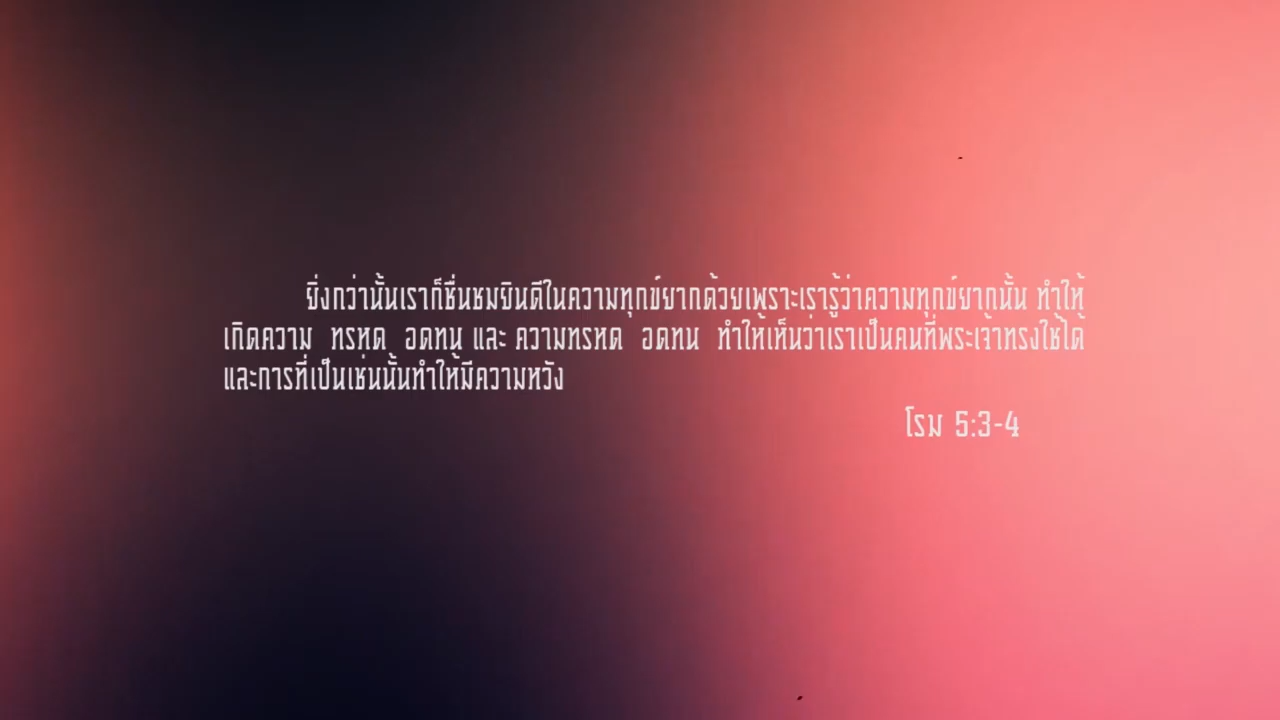 ยิ่งกว่านั้นเราก็ชื่นชมยินดีในความทุกข์ยากด้วยเพราะเรารู้ว่าความทุกข์ยากนั้น ทำให้
เกิดความ ทรหด อดทน และ ความทรหด อดทน ทำให้เห็นว่าเราเป็นคนที่พระเจ้าทรงใช้ได้
และการที่เป็นเช่นนั้นทำให้มีความหวัง
โรม 5:3-4